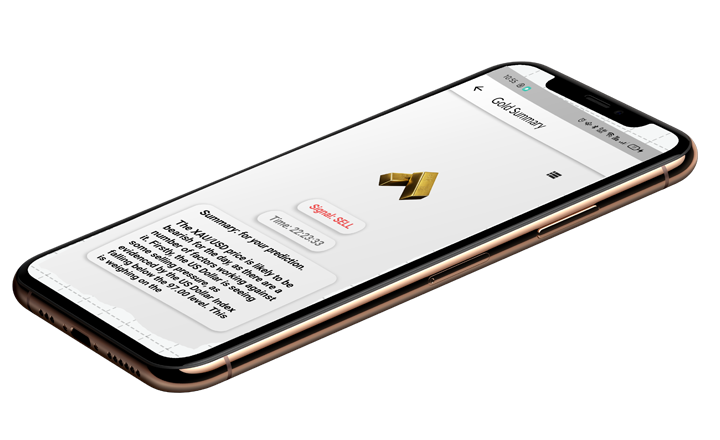 10:55
Gold Summary
Signal: SELL
Time: 22:23:33
Summary: for your prediction.
The XAU/USD price is likely to be
bearish for the day, as there are a
number of factors working against
it. Firstly, the US Dollar is seeing
some selling pressure, as
evidenced by the US Dollar Index
falling below the 97.00 level. This
is weighing on the